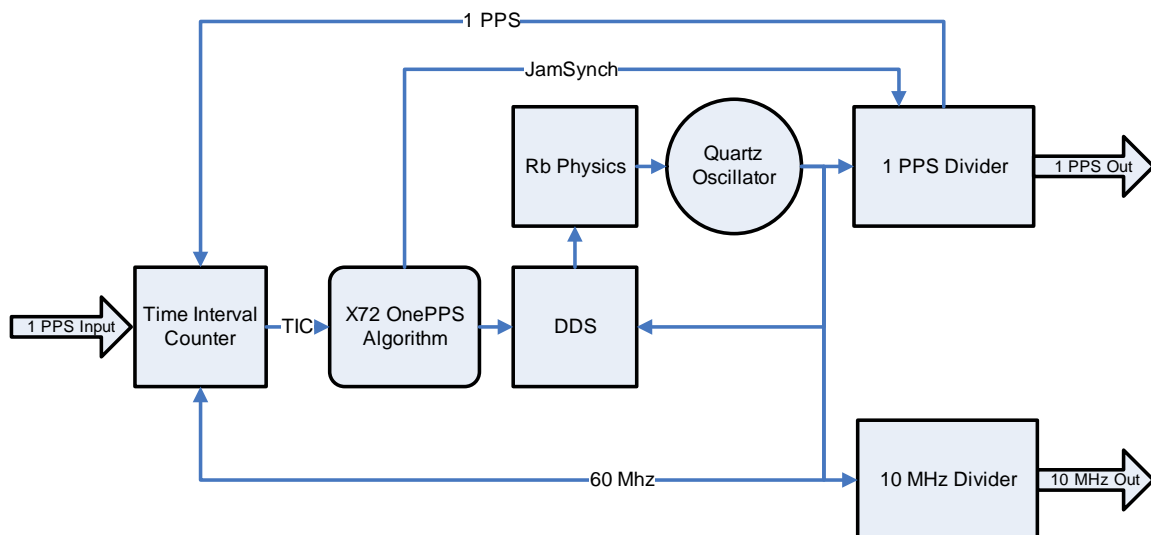 1 PPS
JamSynch
Rb Physics
Quartz
Oscillator
1 PPS Divider
1 PPS Out
1 PPS Input
Time Interval
Counter
TIC
X72 OnePPS
Algorithm
DDS
60 Mhz
10 MHz Divider
10 MHz Out